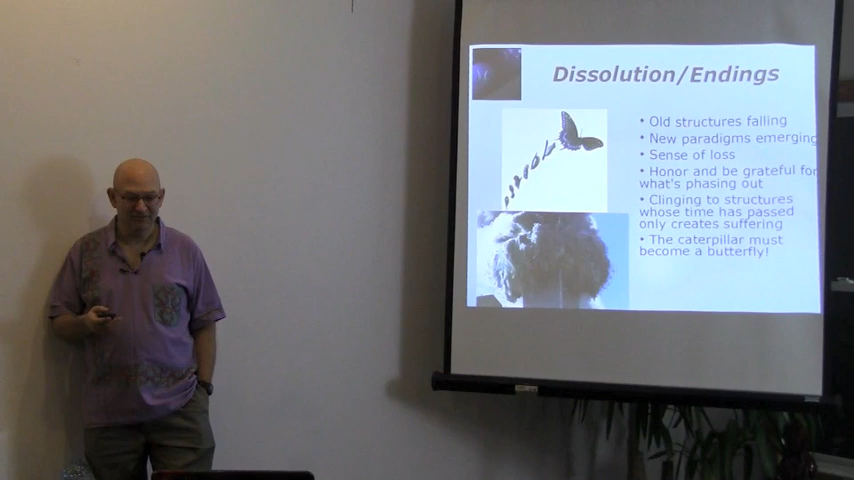 Dissolution/Endings
• Old structures falling
• New paradigms emerging
• Sense of loss
• Honor and be grateful for
what's phasing out
• Clinging to structures
whose time has passed
only creates suffering
• The caterpillar must
become a butterfly!